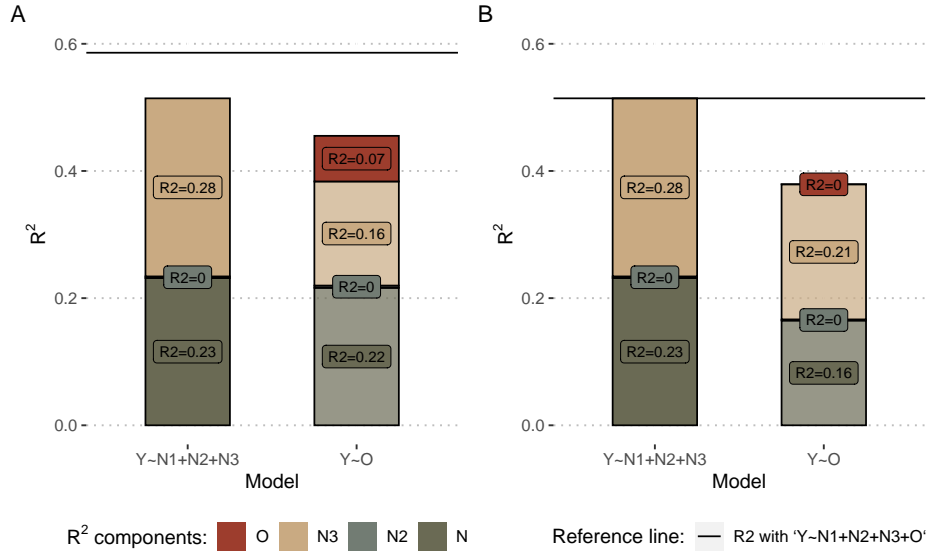 A
B
0.6
0.4
0.2
0.0
R²
R2=0.28
R2=0
R2=0.23
R2=0.07
R2=0.16
R2=0
R2=0.22
Y~N1+N2+N3
Y~O
Model
0.6
0.4
0.2
0.0
R²
R2=0.28
R2=0
R2=0.23
R2=0
R2=0.21
R2=0
R2=0.16
Y~N1+N2+N3
Y~O
Model
R² components: O N3 N2 N
Reference line: R2 with ‘Y~N1+N2+N3+O‘